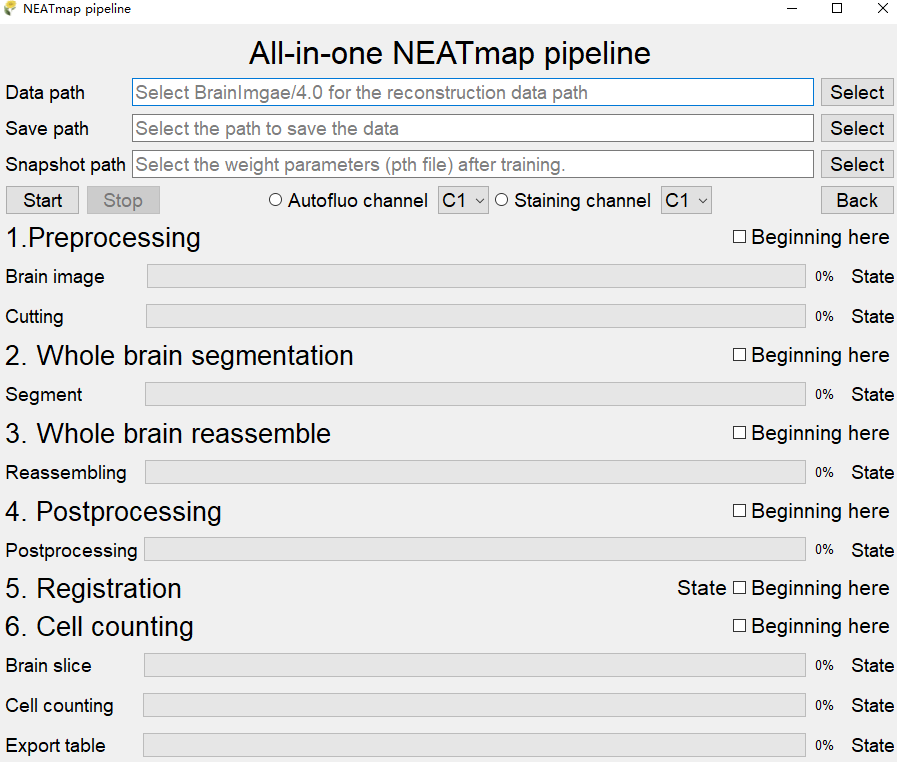 NEATmap pipeline
All-in-one NEATmap pipeline
Data path Select BrainImgae/4.0 for the reconstruction data path Select
Save path Select the path to save the data Select
Snapshot path Select the weight parameters (pth file) after training. Select
Start Stop Autofluo channel C1 Staining channel C1 Back
1.Preprocessing Beginning here
Brain image 0% State
Cutting 0% State
2. Whole brain segmentation Beginning here
Segment 0% State
3. Whole brain reassemble Beginning here
Reassembling 0% State
4. Postprocessing Beginning here
Postprocessing 0% State
5. Registration State Beginning here
6. Cell counting Beginning here
Brain slice 0% State
Cell counting 0% State
Export table 0% State